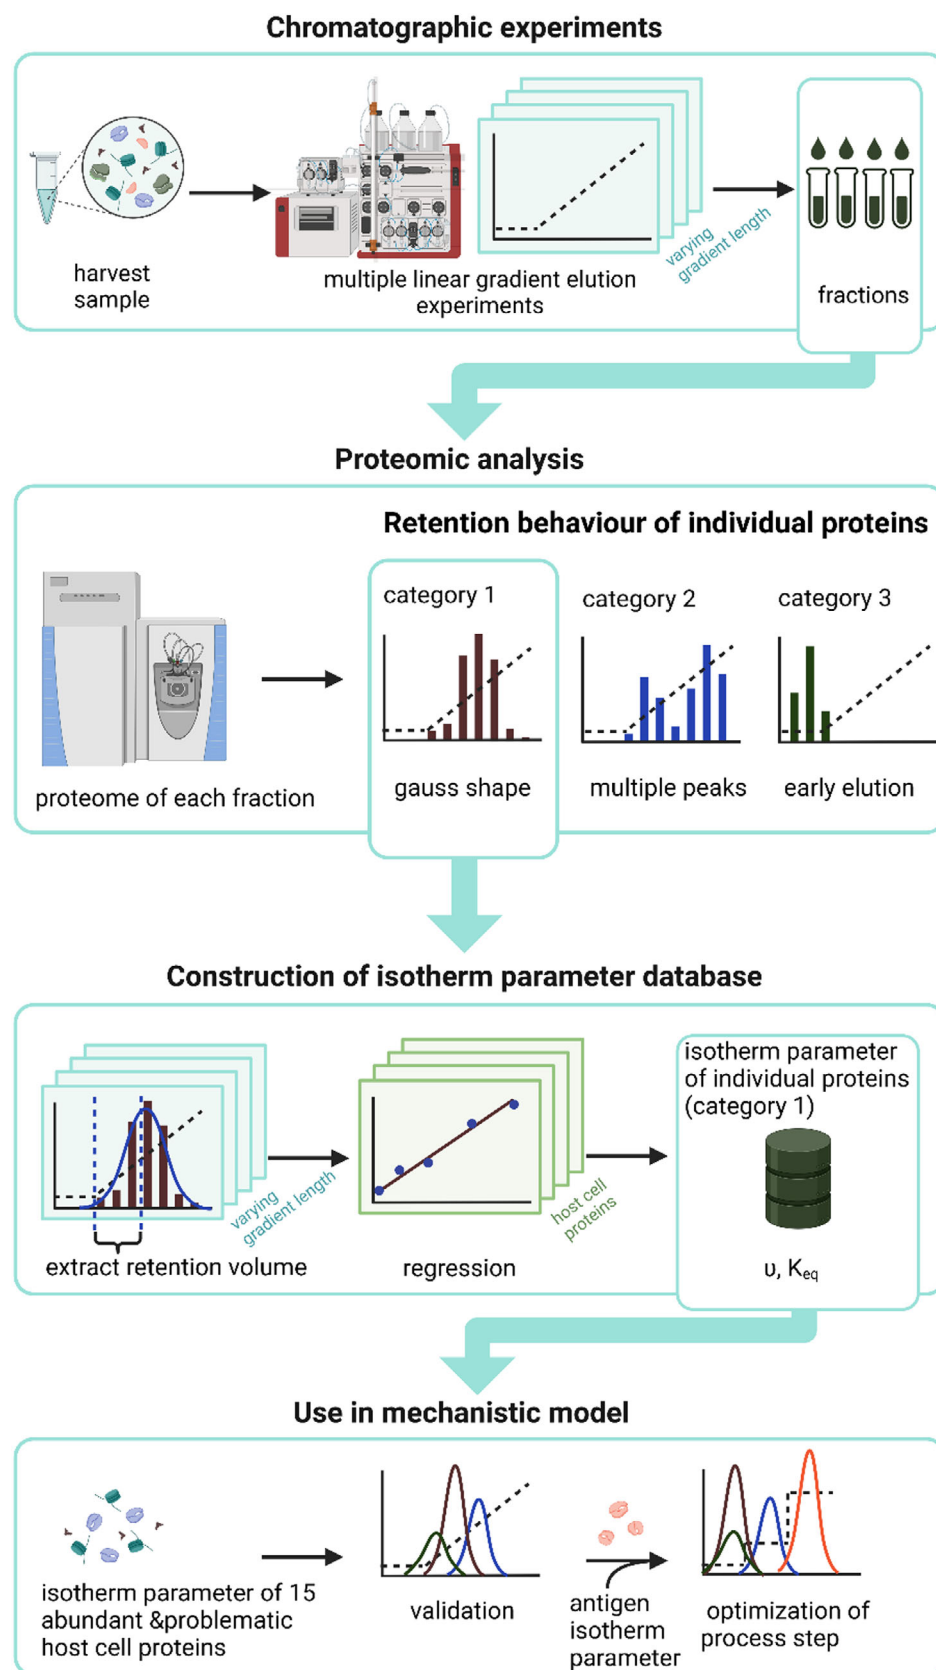 Chromatographic experiments
harvest
sample
multiple linear gradient elution
experiments
varying
gradient length
fractions
Proteomic analysis
Retention behaviour of individual proteins
proteome of each fraction
category 1
gauss shape
category 2
multiple peaks
category 3
early elution
Construction of isotherm parameter database
extract retention volume
varying
gradient length
regression
host cell
proteins
isotherm parameter
of individual proteins
(category 1)
υ, Keq
Use in mechanistic model
isotherm parameter of 15
abundant &problematic
host cell proteins
validation
antigen
isotherm
parameter
optimization of
process step